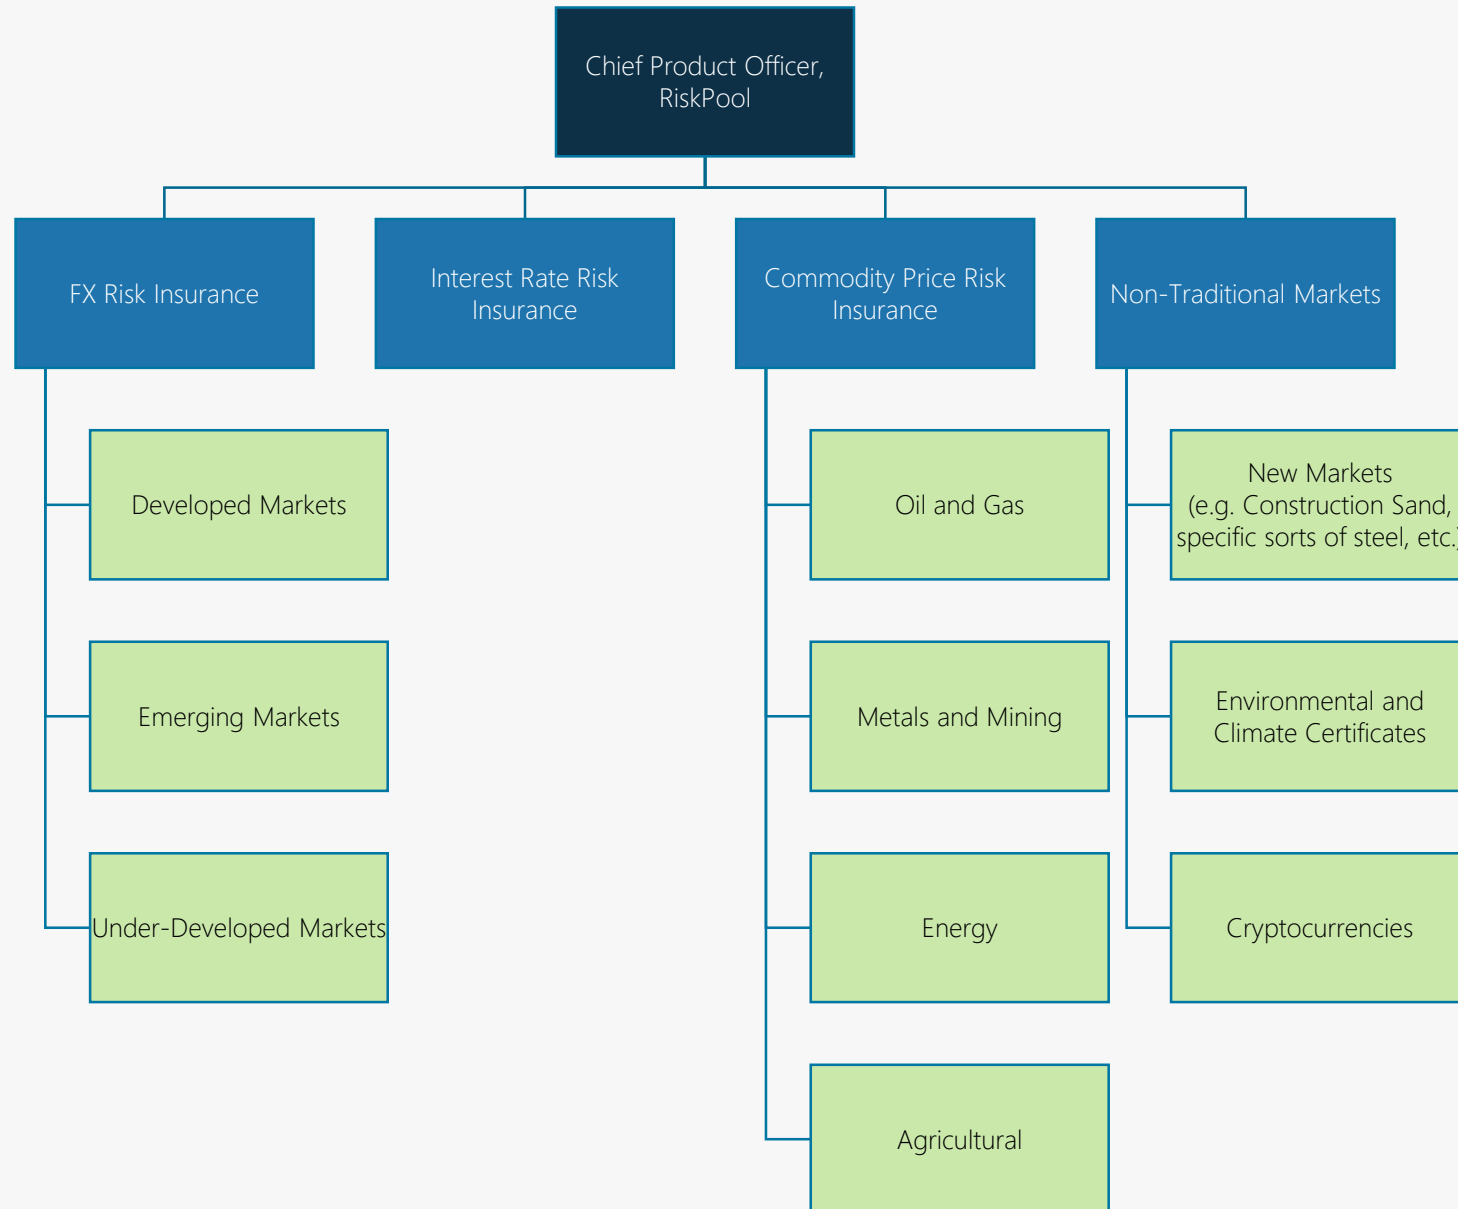 Chief Product Officer,
RiskPool
FX Risk Insurance
Interest Rate Risk
Insurance
Commodity Price Risk
Insurance
Non-Traditional Markets
Developed Markets
Emerging Markets
Under-Developed Markets
Oil and Gas
Metals and Mining
Energy
Agricultural
New Markets
(e.g. Construction Sand,
specific sorts of steel, etc.)
Environmental and
Climate Certificates
Cryptocurrencies